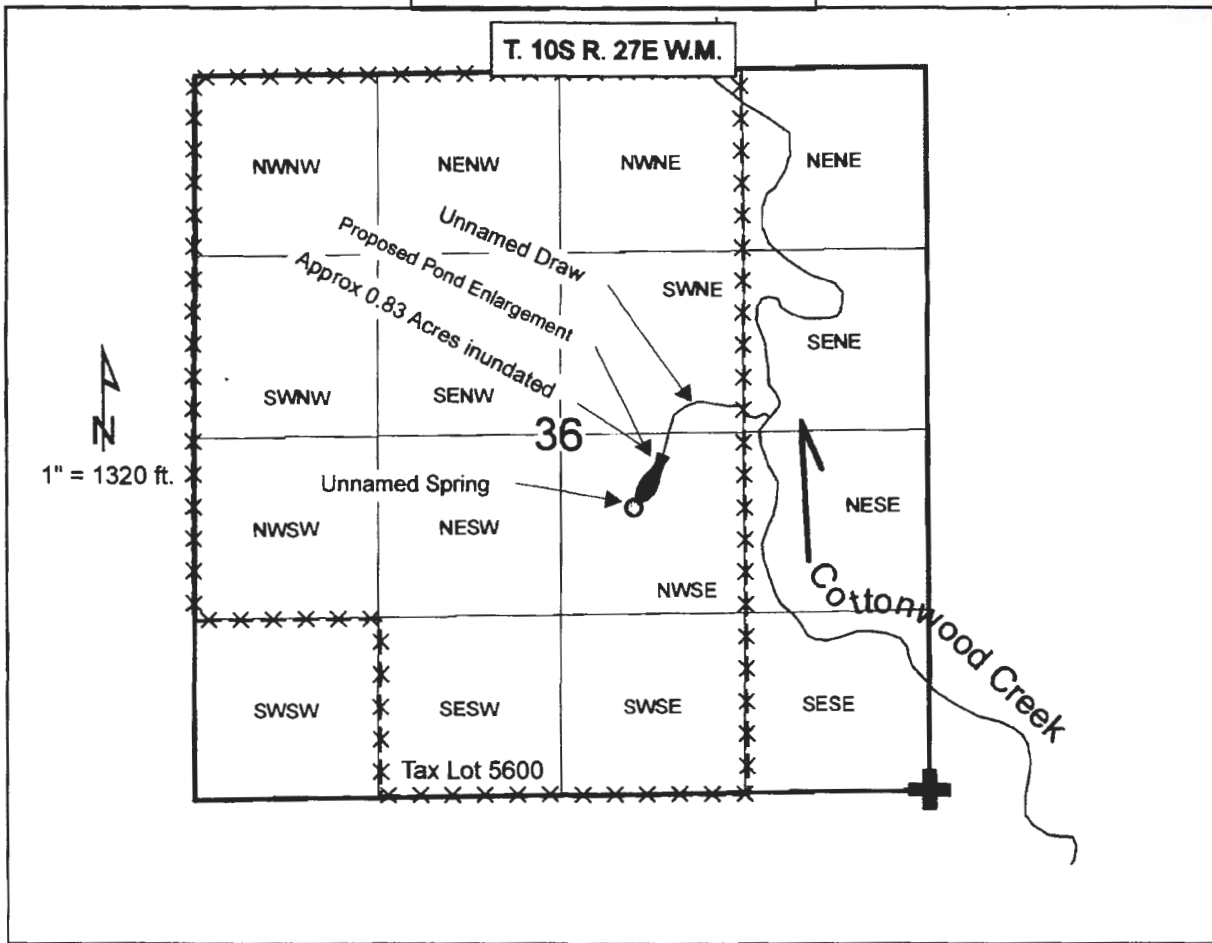 T. 10S R. 27E W.M.
NWNW
NENW
NWNE
NENE
Unnamed Draw
Proposed Pond Enlargement
Approx 0.83 Acres inundated
SWNE
SENE
SWNW
SENW
36
N
1" = 1320 ft.
Unnamed Spring
NWSW
NESW
NESE
NWSE
Cottonwood Creek
SWSW
SESW
SWSE
SESE
Tax Lot 5600